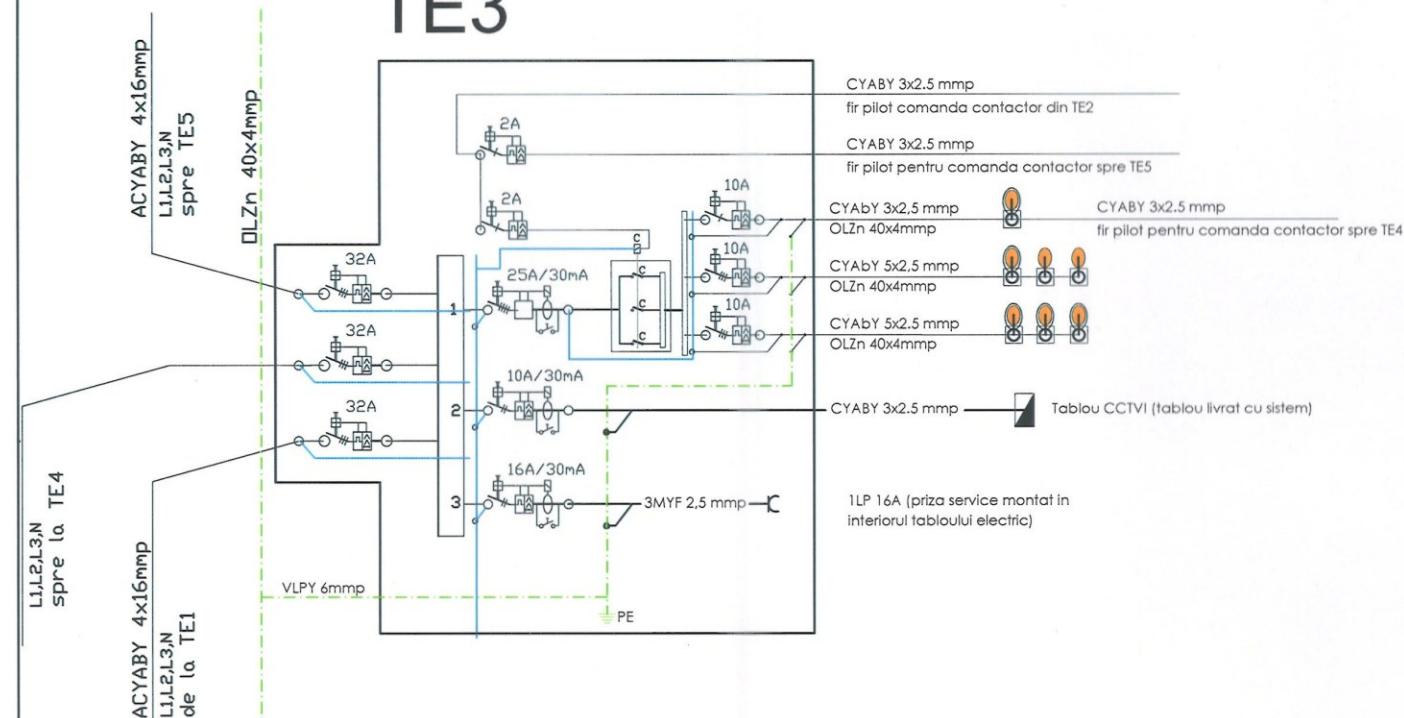 TE3
ACYABY 4x16mmp
L1,L2,L3,N
spre TE5
OLZn 40x4mmp
CYABY 3x2.5 mmp
fir pilot comanda contactor din TE2
2A
CYABY 3x2.5 mmp
fir pilot pentru comanda contactor spre TE5
2A
10A
CYAbY 3x2,5 mmp
OLZn 40x4mmp
CYABY 3x2.5 mmp
fir pilot pentru comanda contactor spre TE4
C
32A
25A/30mA
1
C
C
C
10A
CYAbY 5x2,5 mmp
OLZn 40x4mmp
10A
CYAbY 5x2.5 mmp
OLZn 40x4mmp
32A
10A/30mA
2
CYABY 3x2.5 mmp
Tablou CCTVI (tablou livrat cu sistem)
32A
16A/30mA
3
3MYF 2,5 mmp
1LP 16A (priza service montat in
interiorul tabloului electric)
L1,L2,L3,N
spre la TE4
VLPY 6mmp
PE
ACYABY 4x16mmp
L1,L2,L3,N
de la TE1